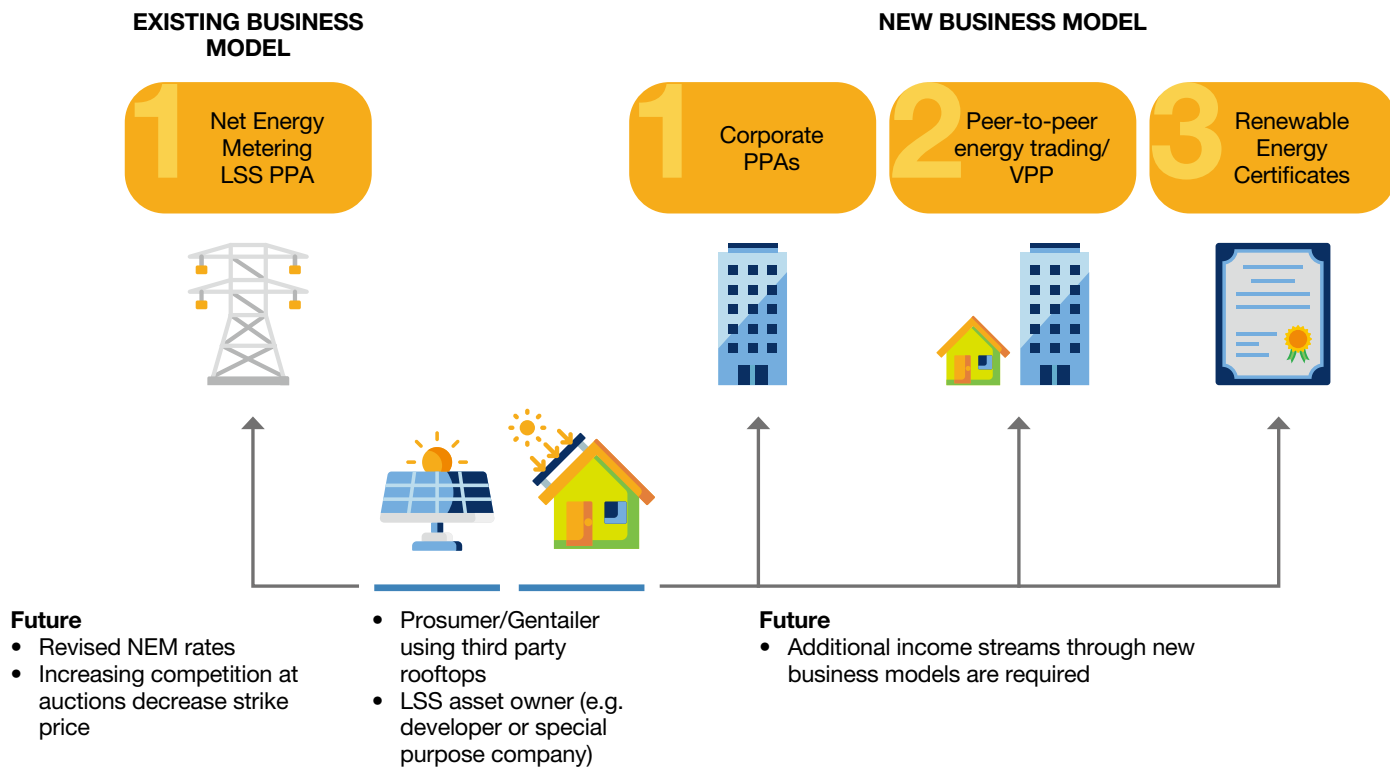 EXISTING BUSINESS
MODEL
NEW BUSINESS MODEL
1
Net Energy
Metering
LSS PPA
1
Corporate
PPAs
2
Peer-to-peer
energy trading/
VPP
3
Renewable
Energy
Certificates
Future
• Revised NEM rates
• Increasing competition at
auctions decrease strike
price
• Prosumer/Gentailer
using third party
rooftops
• LSS asset owner (e.g.
developer or special
purpose company)
Future
• Additional income streams through new
business models are required